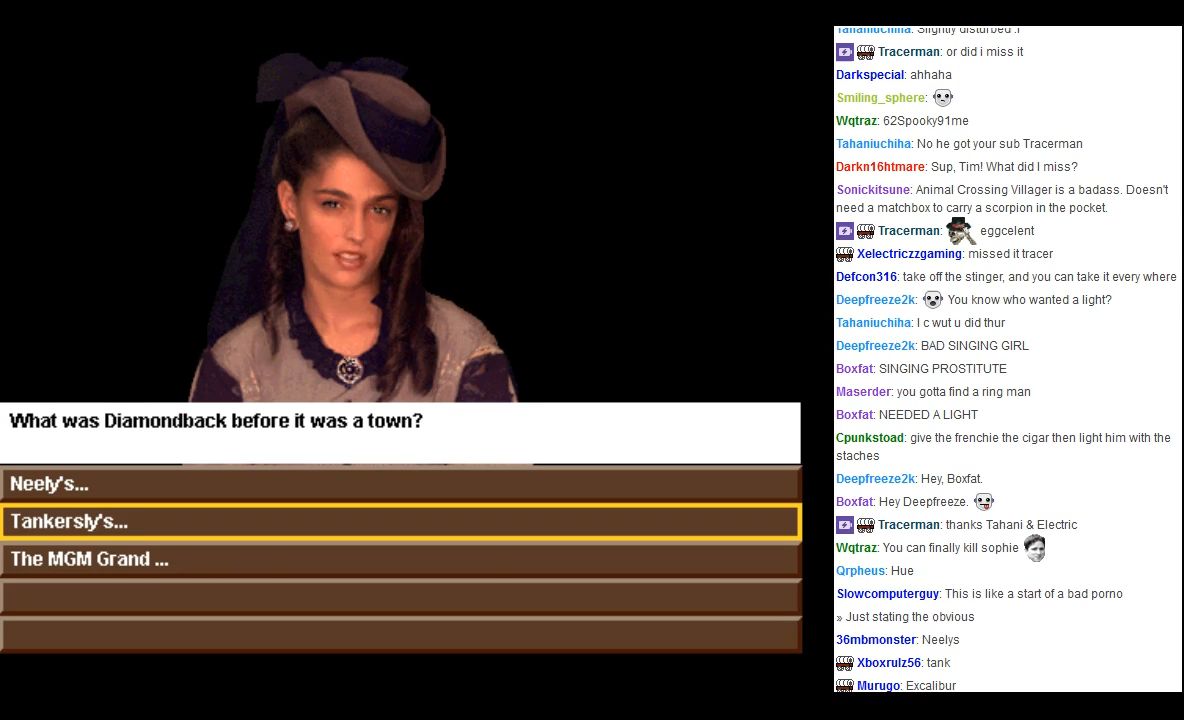 What was Diamondback before it was a town?
Neely's...
Tankersly's...
The MGM Grand ...
Tahaniuchiha: Slightly disturbed :I
Tracerman: or did i miss it
Darkspecial: ahhaha
Smiling_sphere:
Wqtraz: 62Spooky91me
Tahaniuchiha: No he got your sub Tracerman
Darkn16htmare: Sup, Tim! What did I miss?
Sonickitsune: Animal Crossing Villager is a badass. Doesn't
need a matchbox to carry a scorpion in the pocket.
Tracerman: eggcelent
Xelectriczzgaming: missed it tracer
Defcon316: take off the stinger, and you can take it every where
Deepfreeze2k: You know who wanted a light?
Tahaniuchiha: I c wut u did thur
Deepfreeze2k: BAD SINGING GIRL
Boxfat: SINGING PROSTITUTE
Maserder: you gotta find a ring man
Boxfat: NEEDED A LIGHT
Cpunkstoad: give the frenchie the cigar then light him with the
staches
Deepfreeze2k: Hey, Boxfat.
Boxfat: Hey Deepfreeze.
Tracerman: thanks Tahani & Electric
Wqtraz: You can finally kill sophie
Qrpheus: Hue
Slowcomputerguy: This is like a start of a bad porno
» Just stating the obvious
36mbmonster: Neelys
Xboxrulz56: tank
Murugo: Excalibur